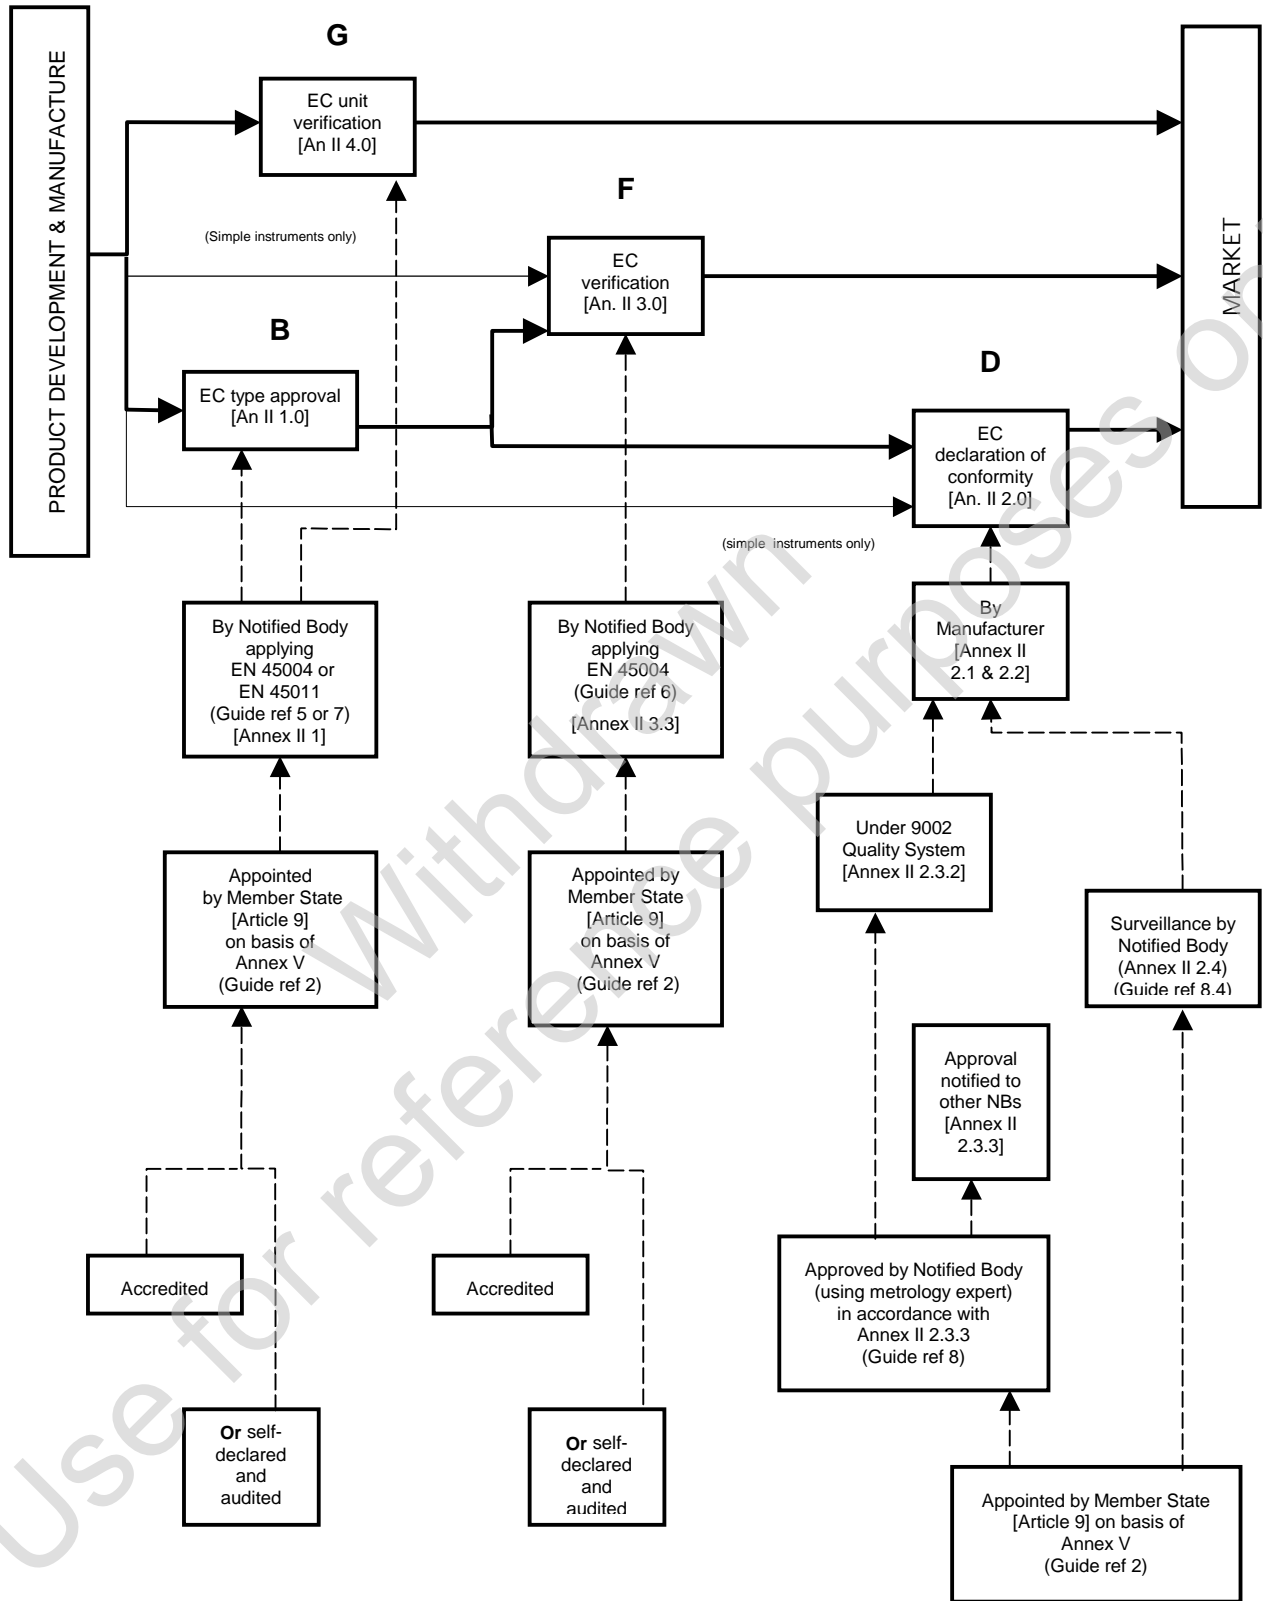 PRODUCT DEVELOPMENT & MANUFACTURE
G
EC unit
verification
[An II 4.0]
(Simple instruments only)
F
EC
verification
[An. II 3.0]
MARKET
B
EC type approval
[An II 1.0]
D
EC
declaration of
conformity
[An. II 2.0]
(simple instruments only)
By Notified Body
applying
EN 45004 or
EN 45011
(Guide ref 5 or 7)
[Annex II 1]
By Notified Body
applying
EN 45004
(Guide ref 6)
[Annex II 3.3]
By
Manufacturer
[Annex II
2.1 & 2.2]
Under 9002
Quality System
[Annex II 2.3.2]
Appointed
by Member State
[Article 9]
on basis of
Annex V
(Guide ref 2)
Appointed by
Member State
[Article 9]
on basis of
Annex V
(Guide ref 2)
Surveillance by
Notified Body
(Annex II 2.4)
(Guide ref 8.4)
Approval
notified to
other NBs
[Annex II
2.3.3]
Accredited
Accredited
Approved by Notified Body
(using metrology expert)
in accordance with
Annex II 2.3.3
(Guide ref 8)
Or self-
declared
and
audited
Or self-
declared
and
audited
Appointed by Member State
[Article 9] on basis of
Annex V
(Guide ref 2)
Withdrawn
Use for reference purposes